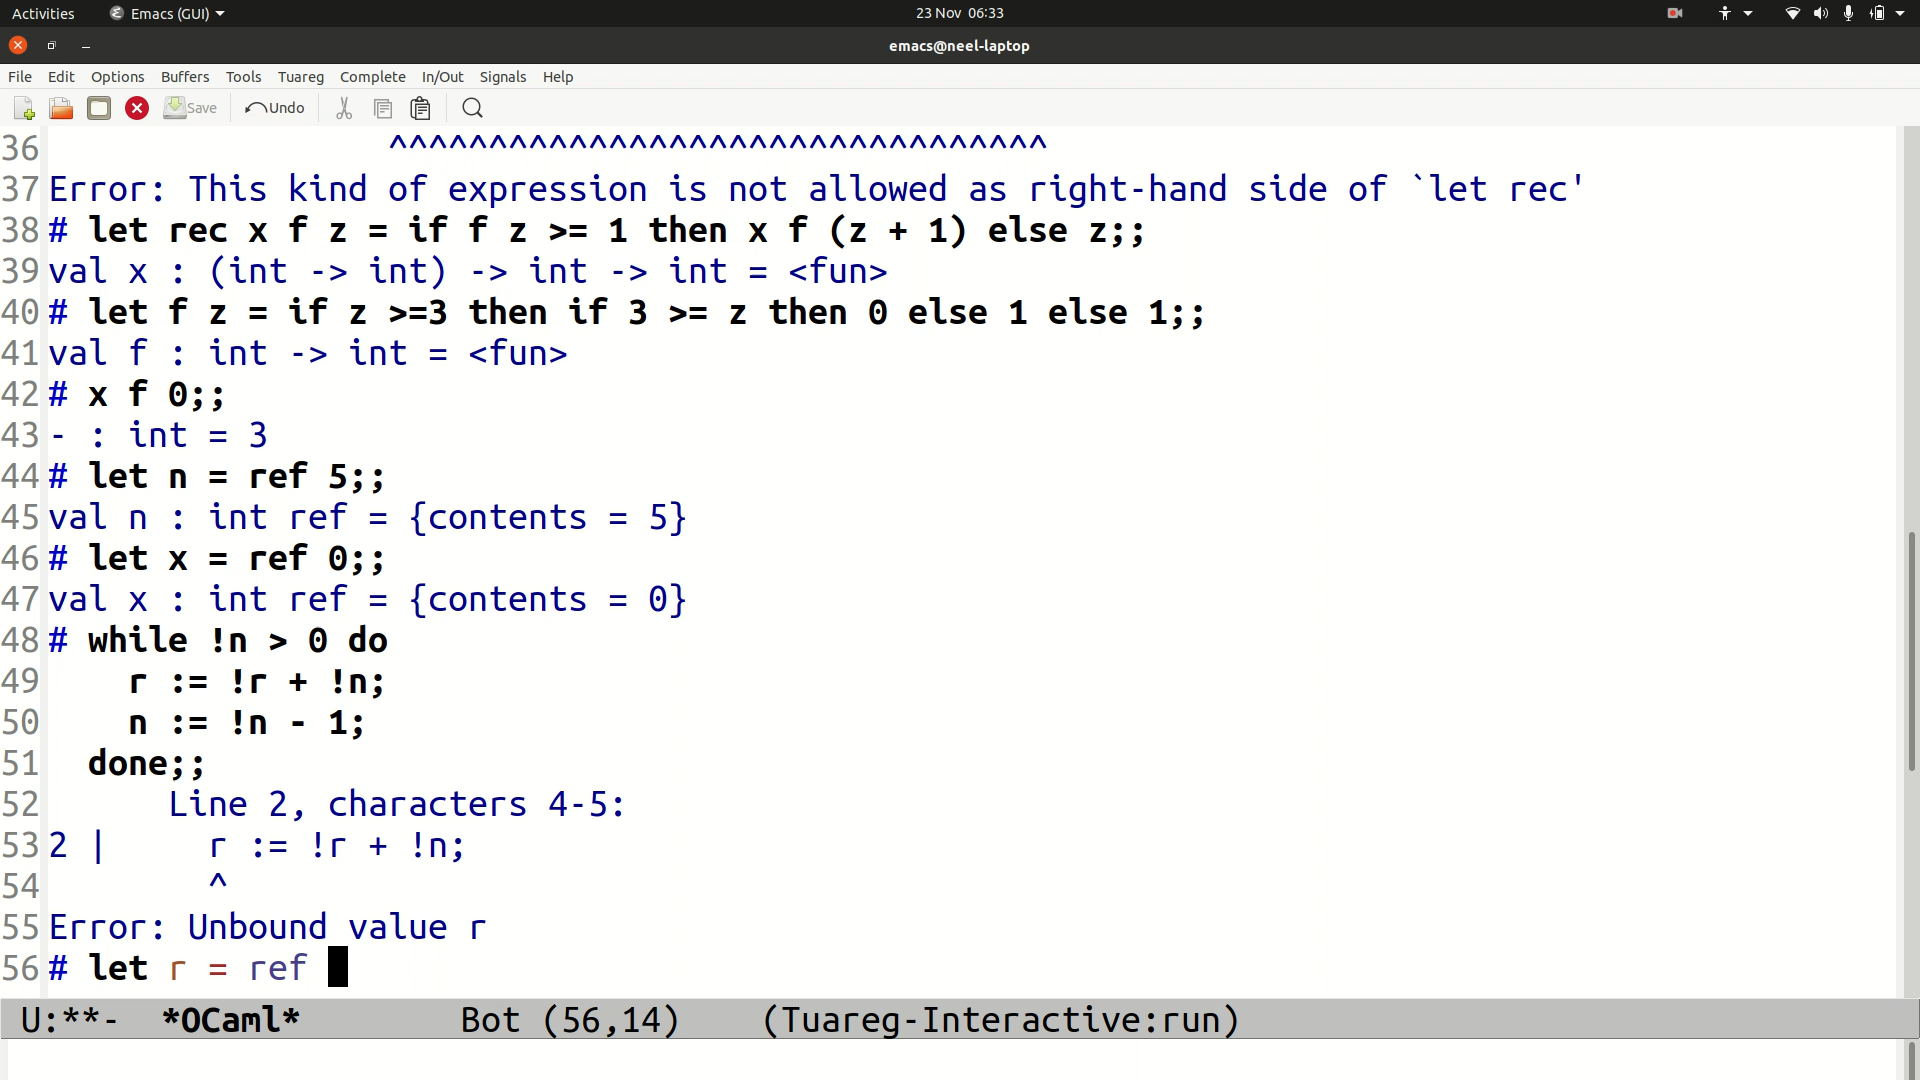 Activities Emacs (GUI) 23 Nov 06:33
emacs@neel-laptop
File Edit Options Buffers Tools Tuareg Complete In/Out Signals Help
Save Undo
36 ^^^^^^^^^^^^^^^^^^^^^^^^^^^^^^^^^
37 Error: This kind of expression is not allowed as right-hand side of `let rec'
38 # let rec x f z = if f z >= 1 then x f (z + 1) else z;;
39 val x : (int -> int) -> int -> int = <fun>
40 # let f z = if z >=3 then if 3 >= z then 0 else 1 else 1;;
41 val f : int -> int = <fun>
42 # x f 0;;
43 - : int = 3
44 # let n = ref 5;;
45 val n : int ref = {contents = 5}
46 # let x = ref 0;;
47 val x : int ref = {contents = 0}
48 # while !n > 0 do
49     r := !r + !n;
50     n := !n - 1;
51   done;;
52       Line 2, characters 4-5:
53 2 |     r := !r + !n;
54         ^
55 Error: Unbound value r
56 # let r = ref
U:**- *OCaml* Bot (56,14) (Tuareg-Interactive:run)